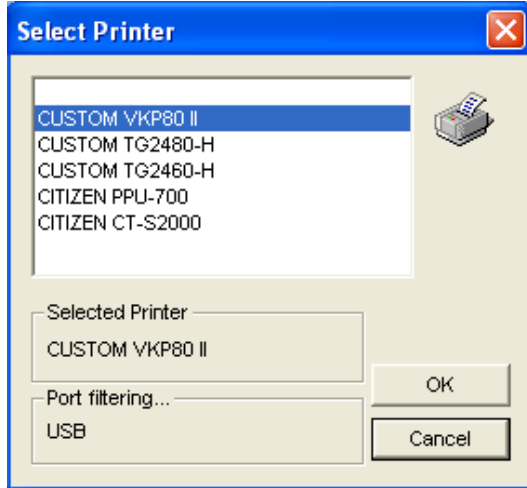 Select Printer
CUSTOM VKP80 II
CUSTOM TG2480-H
CUSTOM TG2460-H
CITIZEN PPU-700
CITIZEN CT-S2000
Selected Printer
CUSTOM VKP80 II
Port filtering...
USB
OK
Cancel